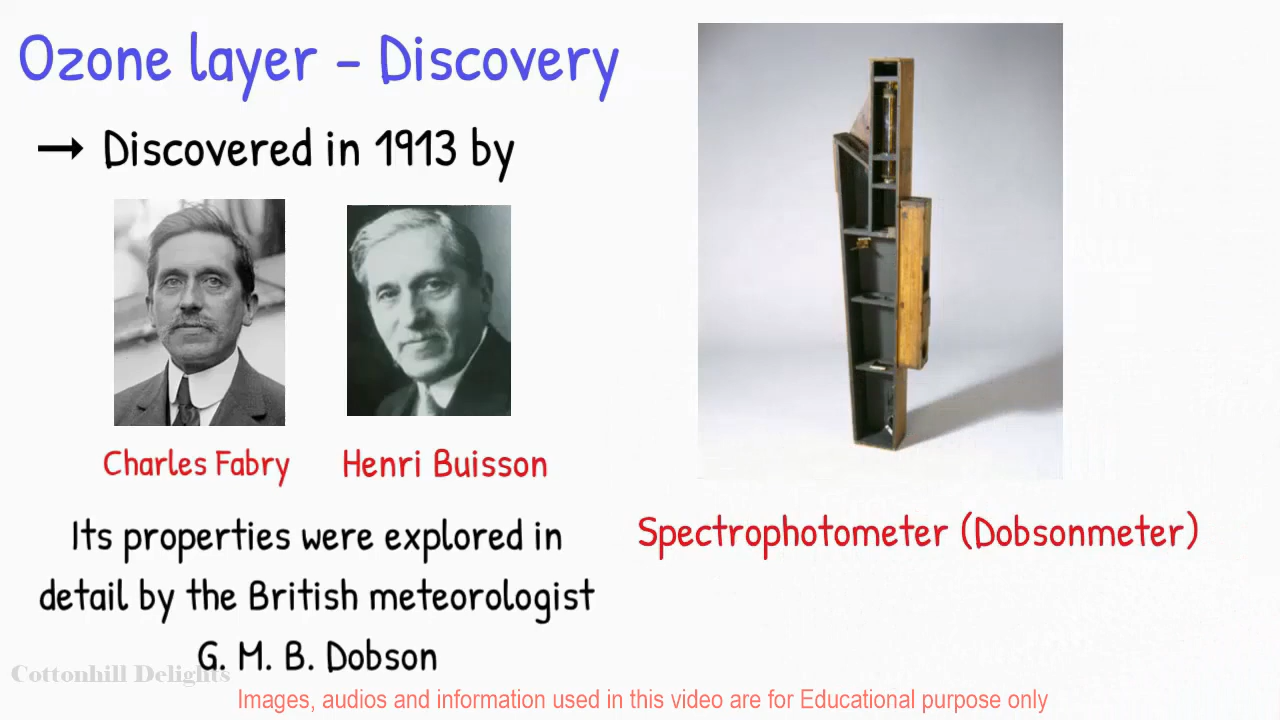 Ozone layer - Discovery
→ Discovered in 1913 by
Charles Fabry
Henri Buisson
Its properties were explored in
detail by the British meteorologist
G. M. B. Dobson
Spectrophotometer (Dobsonmeter)
Cottonhill Delights
Images, audios and information used in this video are for Educational purpose only